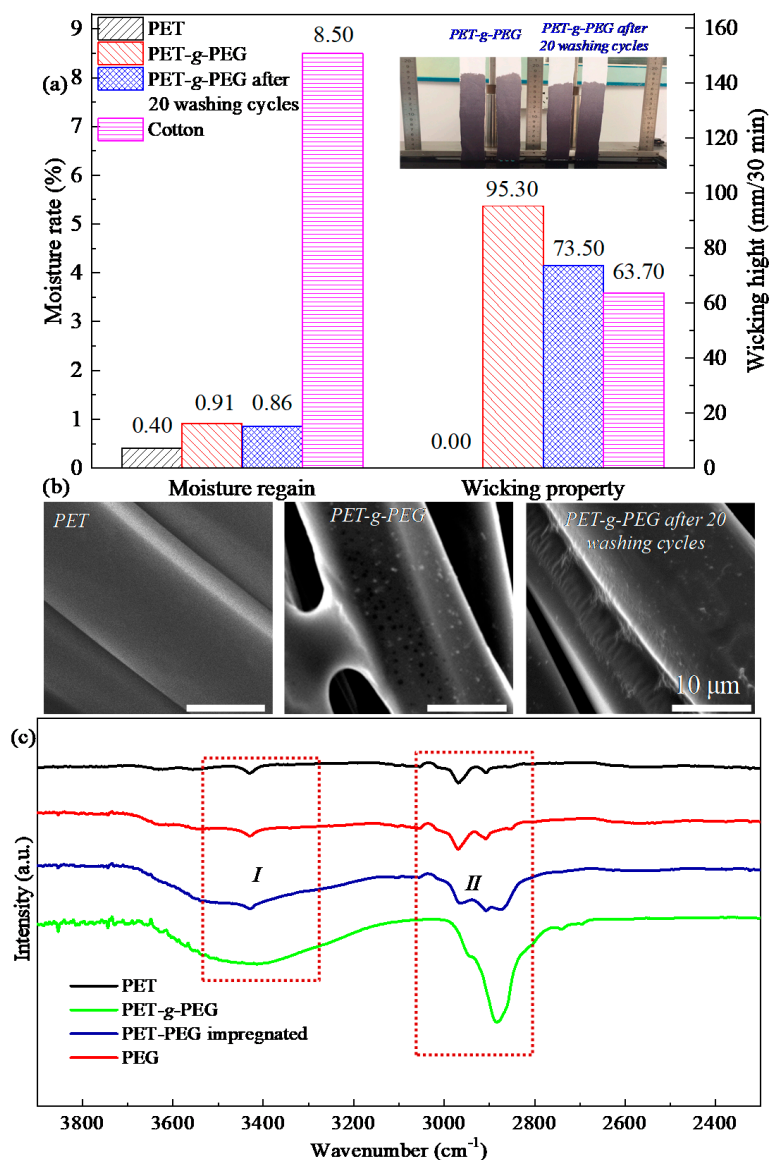 (a)
PET
PET-g-PEG
PET-g-PEG after
20 washing cycles
Cotton
PET-g-PEG
PET-g-PEG after
20 washing cycles
9
8
7
6
5
4
3
2
1
0
Moisture rate (%)
160
140
120
100
80
60
40
20
0
Wicking hight (mm/30 min)
0.40
0.91
0.86
8.50
0.00
95.30
73.50
63.70
Moisture regain
Wicking property
(b)
PET
PET-g-PEG
PET-g-PEG after 20
washing cycles
10 μm
(c)
I
II
Intensity (a.u.)
PET
PET-g-PEG
PET-PEG impregnated
PEG
3800
3600
3400
3200
3000
2800
2600
2400
Wavenumber (cm⁻¹)